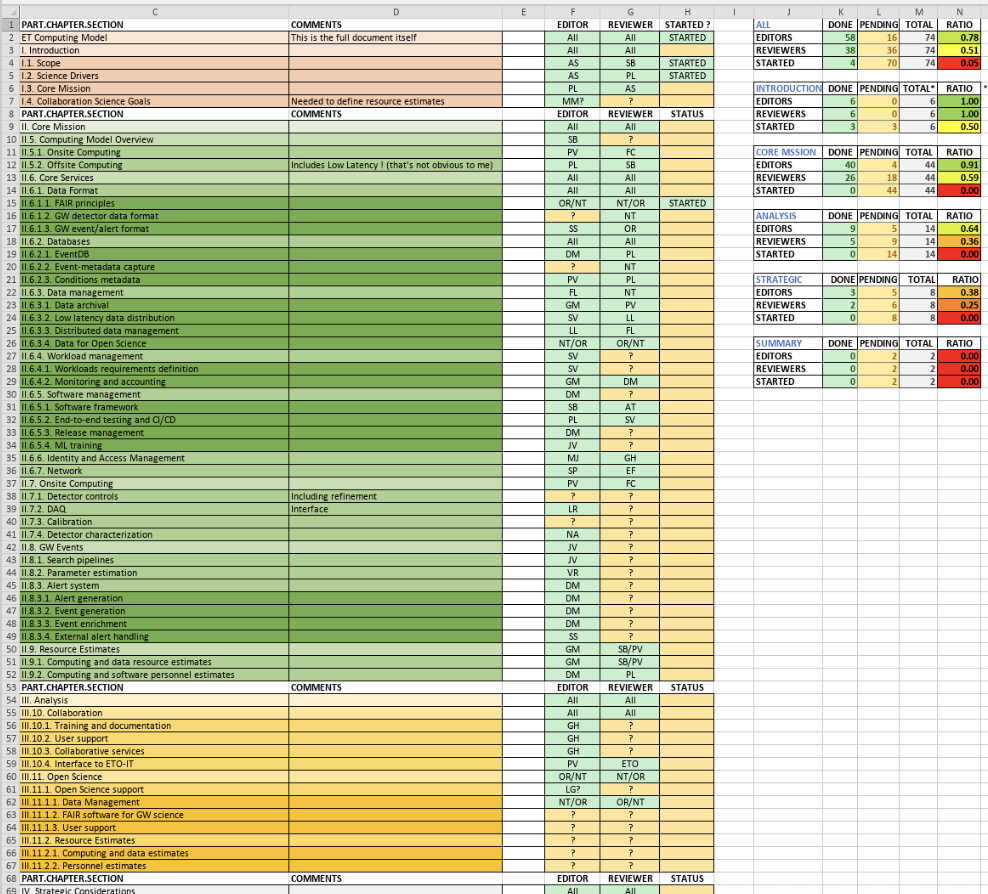 C D E F G H I J K L M N
1 PART.CHAPTER.SECTION COMMENTS EDITOR REVIEWER STARTED ? ALL DONE PENDING TOTAL RATIO
2 ET Computing Model This is the full document itself All All STARTED EDITORS 58 16 74 0.78
3 I. Introduction All All REVIEWERS 38 36 74 0.51
4 I.1. Scope AS SB STARTED STARTED 4 70 74 0.05
5 I.2. Science Drivers AS PL STARTED
6 I.3. Core Mission PL AS INTRODUCTION DONE PENDING TOTAL* RATIO *
7 I.4. Collaboration Science Goals Needed to define resource estimates MM? ? EDITORS 6 0 6 1.00
8 PART.CHAPTER.SECTION COMMENTS EDITOR REVIEWER STATUS REVIEWERS 6 0 6 1.00
9 II. Core Mission All All STARTED 3 3 6 0.50
10 II.5. Computing Model Overview SB ?
11 II.5.1. Onsite Computing PV FC CORE MSSION DONE PENDING TOTAL RATIO
12 II.5.2. Offsite Computing Includes Low Latency ! (that's not obvious to me) PL SB EDITORS 40 4 44 0.91
13 II.6. Core Services All All REVIEWERS 26 18 44 0.59
14 II.6.1. Data Format All All STARTED 0 44 44 0.00
15 II.6.1.1. FAIR principles OR/NT NT/OR STARTED
16 II.6.1.2. GW detector data format ? NT ANALYSIS DONE PENDING TOTAL RATIO
17 II.6.1.3. GW event/alert format SS OR EDITORS 9 5 14 0.64
18 II.6.2. Databases All All REVIEWERS 5 9 14 0.36
19 II.6.2.1. EventDB DM PL STARTED 0 14 14 0.00
20 II.6.2.2. Event-metadata capture ? NT
21 II.6.2.3. Conditions metadata PV PL STRATEGIC DONE PENDING TOTAL RATIO
22 II.6.3. Data management FL NT EDITORS 3 5 8 0.38
23 II.6.3.1. Data archival GM PV REVIEWERS 2 6 8 0.25
24 II.6.3.2. Low latency data distribution SV LL STARTED 0 8 8 0.00
25 II.6.3.3. Distributed data management LL FL
26 II.6.3.4. Data for Open Science NT/OR OR/NT SUMMARY DONE PENDING TOTAL RATIO
27 II.6.4. Workload management SV ? EDITORS 0 2 2 0.00
28 II.6.4.1. Workloads requirements definition SV ? REVIEWERS 0 2 2 0.00
29 II.6.4.2. Monitoring and accounting GM DM STARTED 0 2 2 0.00
30 II.6.5. Software management DM ?
31 II.6.5.1. Software framework SB AT
32 II.6.5.2. End-to-end testing and CI/CD PL SV
33 II.6.5.3. Release management DM ?
34 II.6.5.4. ML training JV ?
35 II.6.6. Identity and Access Management MJ GH
36 II.6.7. Network SP EF
37 II.7. Onsite Computing PV FC
38 II.7.1. Detector controls Including refinement ? ?
39 II.7.2. DAQ Interface LR ?
40 II.7.3. Calibration ? ?
41 II.7.4. Detector characterization NA ?
42 II.8. GW Events JV ?
43 II.8.1. Search pipelines JV ?
44 II.8.2. Parameter estimation VR ?
45 II.8.3. Alert system DM ?
46 II.8.3.1. Alert generation DM ?
47 II.8.3.2. Event generation DM ?
48 II.8.3.3. Event enrichment DM ?
49 II.8.3.4. External alert handling SS ?
50 II.9. Resource Estimates GM SB/PV
51 II.9.1. Computing and data resource estimates GM SB/PV
52 II.9.2. Computing and software personnel estimates DM PL
53 PART.CHAPTER.SECTION COMMENTS EDITOR REVIEWER STATUS
54 III. Analysis All All
55 III.10. Collaboration All All
56 III.10.1. Training and documentation GH ?
57 III.10.2. User support GH ?
58 III.10.3. Collaborative services GH ?
59 III.10.4. Interface to ETO-IT PV ETO
60 III.11. Open Science OR/NT NT/OR
61 III.11.1. Open Science support LG? ?
62 III.11.1.1. Data Management NT/OR OR/NT
63 III.11.1.2. FAIR software for GW science ? ?
64 III.11.1.3. User support ? ?
65 III.11.2. Resource Estimates ? ?
66 III.11.2.1. Computing and data estimates ? ?
67 III.11.2.2. Personnel estimates ? ?
68 PART.CHAPTER.SECTION COMMENTS EDITOR REVIEWER STATUS
69 IV. Strategic Considerations All All